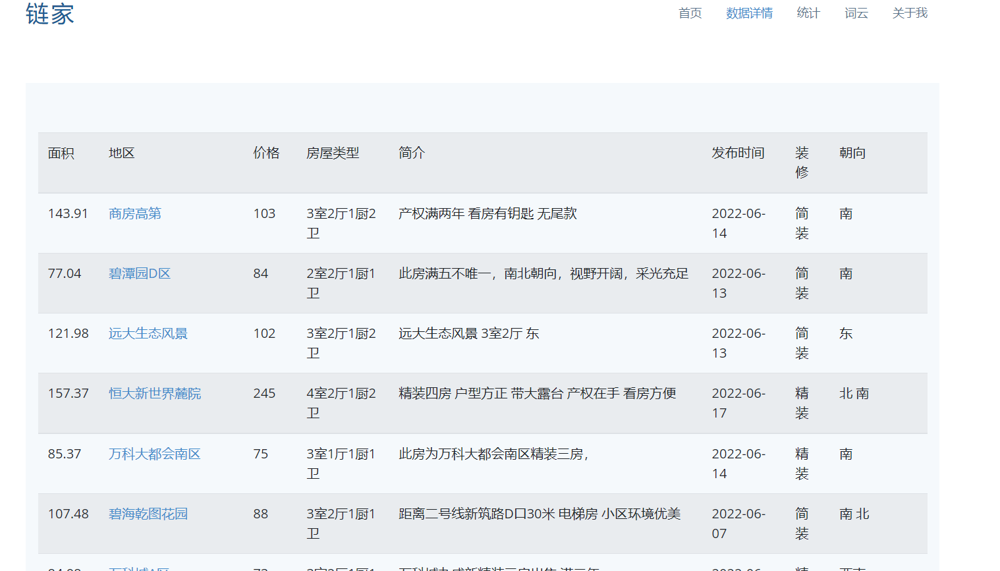 链家
首页 数据详情 统计 词云 关于我
面积 地区 价格 房屋类型 简介 发布时间 装 朝向
修
143.91 商房高第 103 3室2厅1厨2 产权满两年 看房有钥匙 无尾款 2022-06- 简 南
卫 14 装
77.04 碧潭园D区 84 2室2厅1厨1 此房满五不唯一，南北朝向，视野开阔，采光充足 2022-06- 简 南
卫 13 装
121.98 远大生态风景 102 3室2厅1厨2 远大生态风景 3室2厅 东 2022-06- 简 东
卫 13 装
157.37 恒大新世界麓院 245 4室2厅1厨2 精装四房 户型方正 带大露台 产权在手 看房方便 2022-06- 精 北 南
卫 17 装
85.37 万科大都会南区 75 3室1厅1厨1 此房为万科大都会南区精装三房， 2022-06- 精 南
卫 14 装
107.48 碧海乾图花园 88 3室2厅1厨1 距离二号线新筑路D口30米 电梯房 小区环境优美 2022-06- 简 南 北
卫 07 装